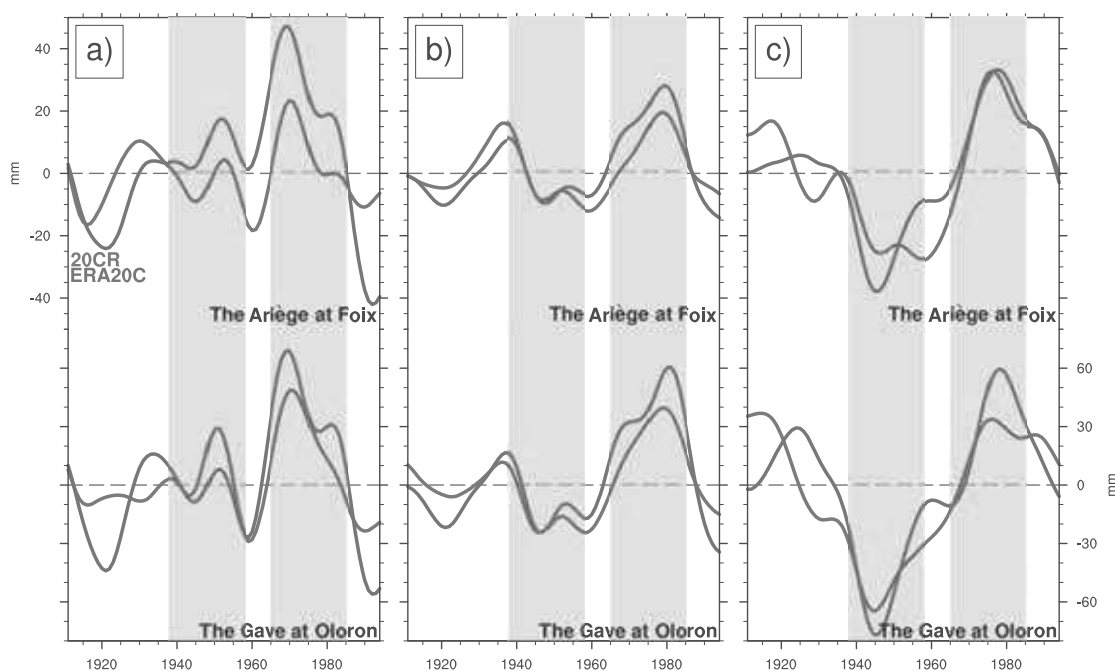 a)
b)
c)
40
20
0
-20
-40
mm
20CR
ERA20C
The Ariège at Foix
The Ariège at Foix
The Ariège at Foix
60
30
0
-30
-60
mm
The Gave at Oloron
The Gave at Oloron
The Gave at Oloron
1920 1940 1960 1980
1920 1940 1960 1980
1920 1940 1960 1980